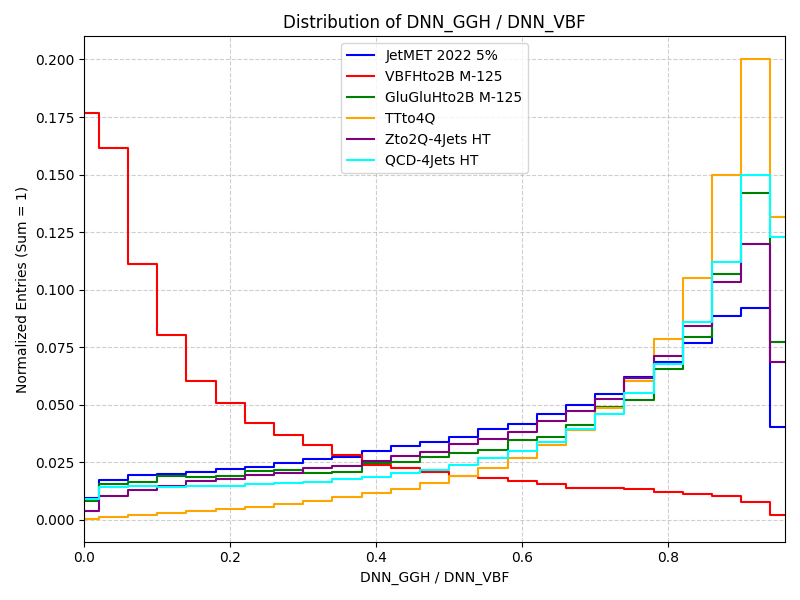 Distribution of DNN_GGH / DNN_VBF
JetMET 2022 5%
VBFHto2B M-125
GluGluHto2B M-125
TTto4Q
Zto2Q-4Jets HT
QCD-4Jets HT
Normalized Entries (Sum = 1)
0.200
0.175
0.150
0.125
0.100
0.075
0.050
0.025
0.000
0.0 0.2 0.4 0.6 0.8
DNN_GGH / DNN_VBF